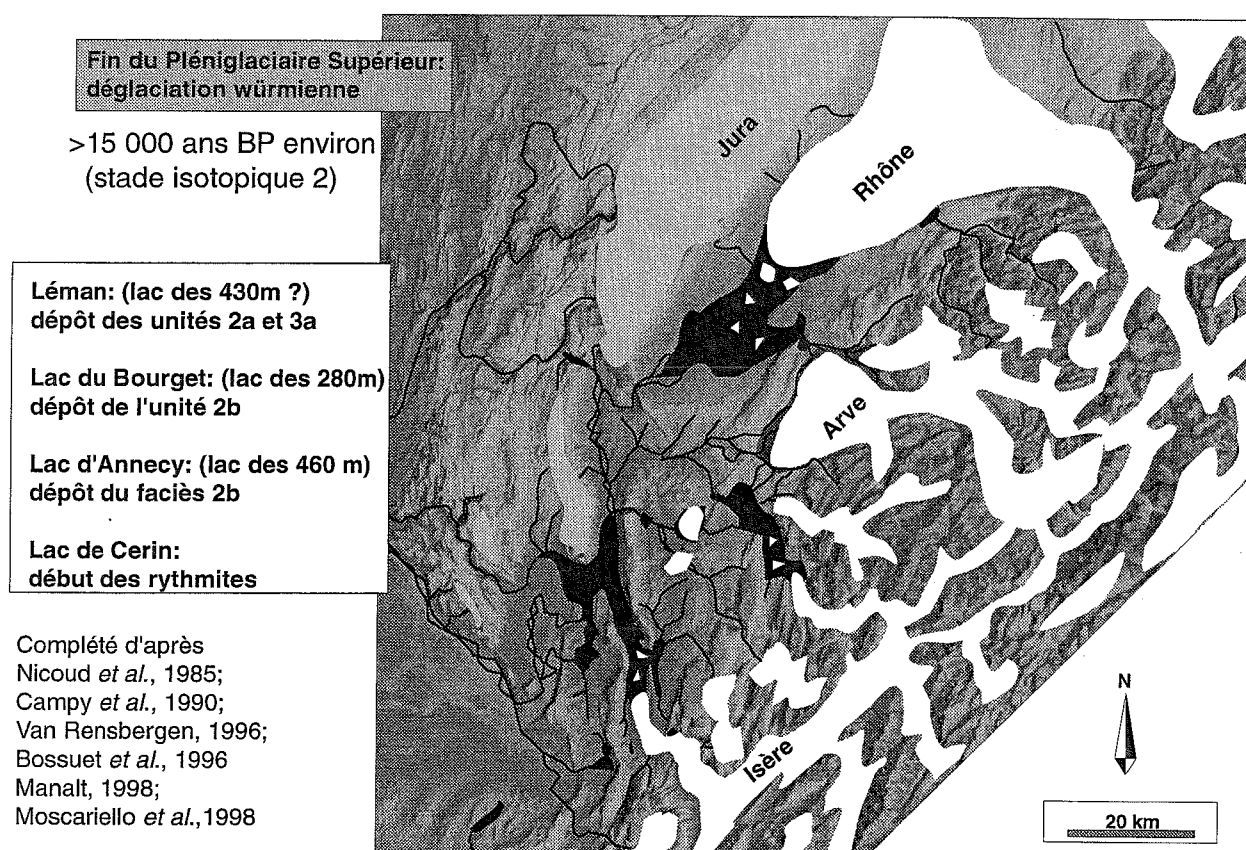 Fin du Pléniglaciaire Supérieur:
déglaciation würmienne
>15 000 ans BP environ
(stade isotopique 2)
Léman: (lac des 430m ?)
dépôt des unités 2a et 3a
Lac du Bourget: (lac des 280m)
dépôt de l'unité 2b
Lac d'Annecy: (lac des 460 m)
dépôt du faciès 2b
Lac de Cerin:
début des rythmites
Complété d'après
Nicoud et al., 1985;
Campy et al., 1990;
Van Rensbergen, 1996;
Bossuet et al., 1996
Manalt, 1998;
Moscariello et al.,1998
Jura
Rhône
Arve
Isère
N
20 km